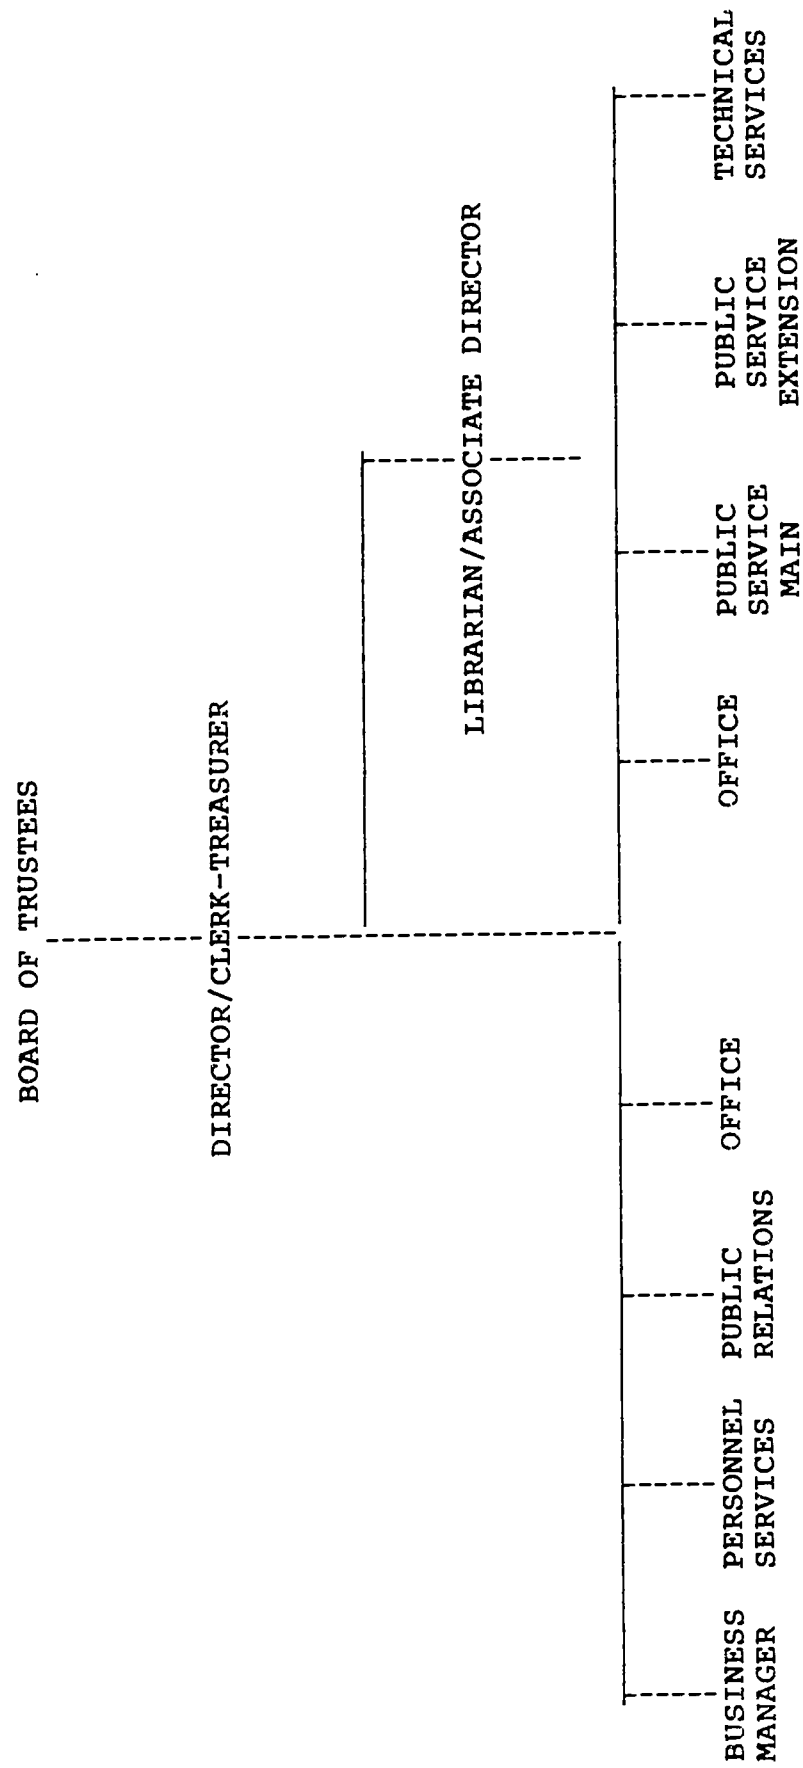 BOARD OF TRUSTEES
DIRECTOR/CLERK-TREASURER
LIBRARIAN/ASSOCIATE DIRECTOR
BUSINESS
MANAGER
PERSONNEL
SERVICES
PUBLIC
RELATIONS
OFFICE
OFFICE
PUBLIC
SERVICE
MAIN
PUBLIC
SERVICE
EXTENSION
TECHNICAL
SERVICES